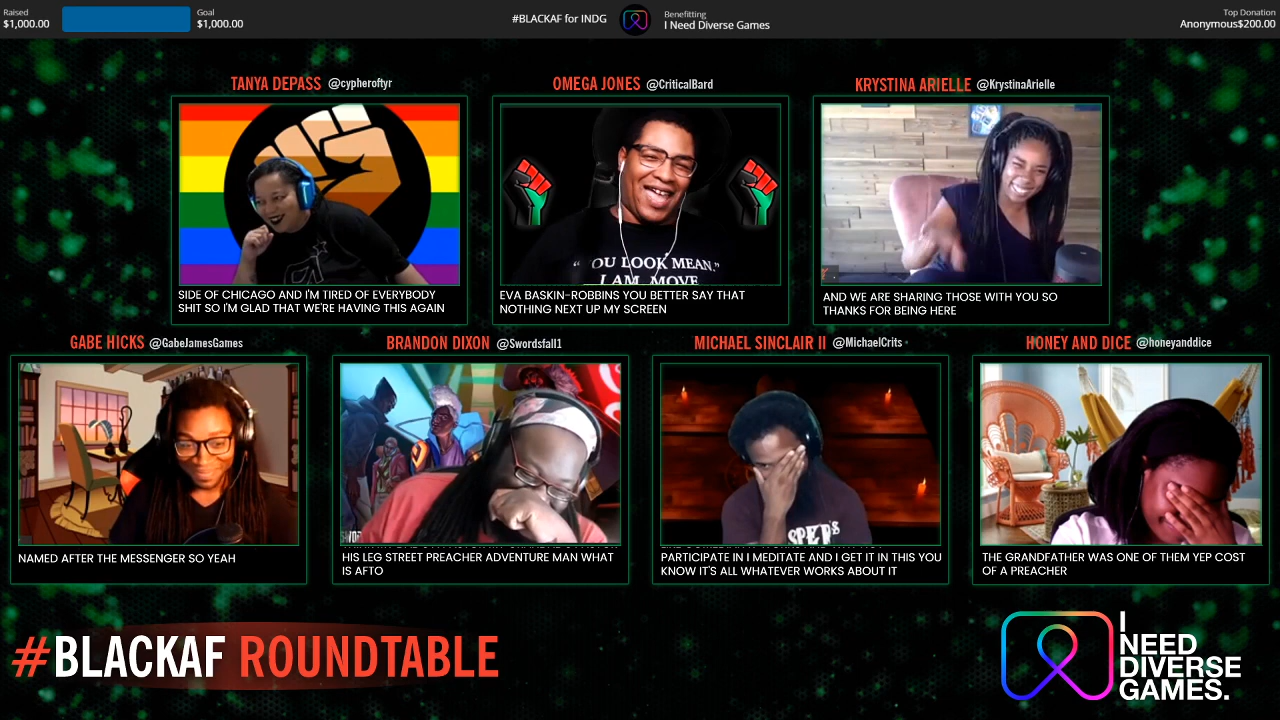 Raised
$1,000.00
Goal
$1,000.00
#BLACKAF for INDG
Benefitting
I Need Diverse Games
Top Donation
Anonymous$200.00
TANYA DEPASS @cypheroftyr
OMEGA JONES @CriticalBard
KRYSTINA ARIELLE @KrystinaArielle
"OU LOOK MEAN."
I AM. MOVE.
SIDE OF CHICAGO AND I'M TIRED OF EVERYBODY
SHIT SO I'M GLAD THAT WE'RE HAVING THIS AGAIN
EVA BASKIN-ROBBINS YOU BETTER SAY THAT
NOTHING NEXT UP MY SCREEN
AND WE ARE SHARING THOSE WITH YOU SO
THANKS FOR BEING HERE
GABE HICKS @GabeJamesGames
BRANDON DIXON @Swordsfall1
MICHAEL SINCLAIR II @MichaelCrits
HONEY AND DICE @honeyanddice
NAMED AFTER THE MESSENGER SO YEAH
HIS LEG STREET PREACHER ADVENTURE MAN WHAT
IS AFTO
PARTICIPATE IN I MEDITATE AND I GET IT IN THIS YOU
KNOW IT'S ALL WHATEVER WORKS ABOUT IT
THE GRANDFATHER WAS ONE OF THEM YEP COST
OF A PREACHER
#BLACKAF ROUNDTABLE
I
NEED
DIVERSE
GAMES.